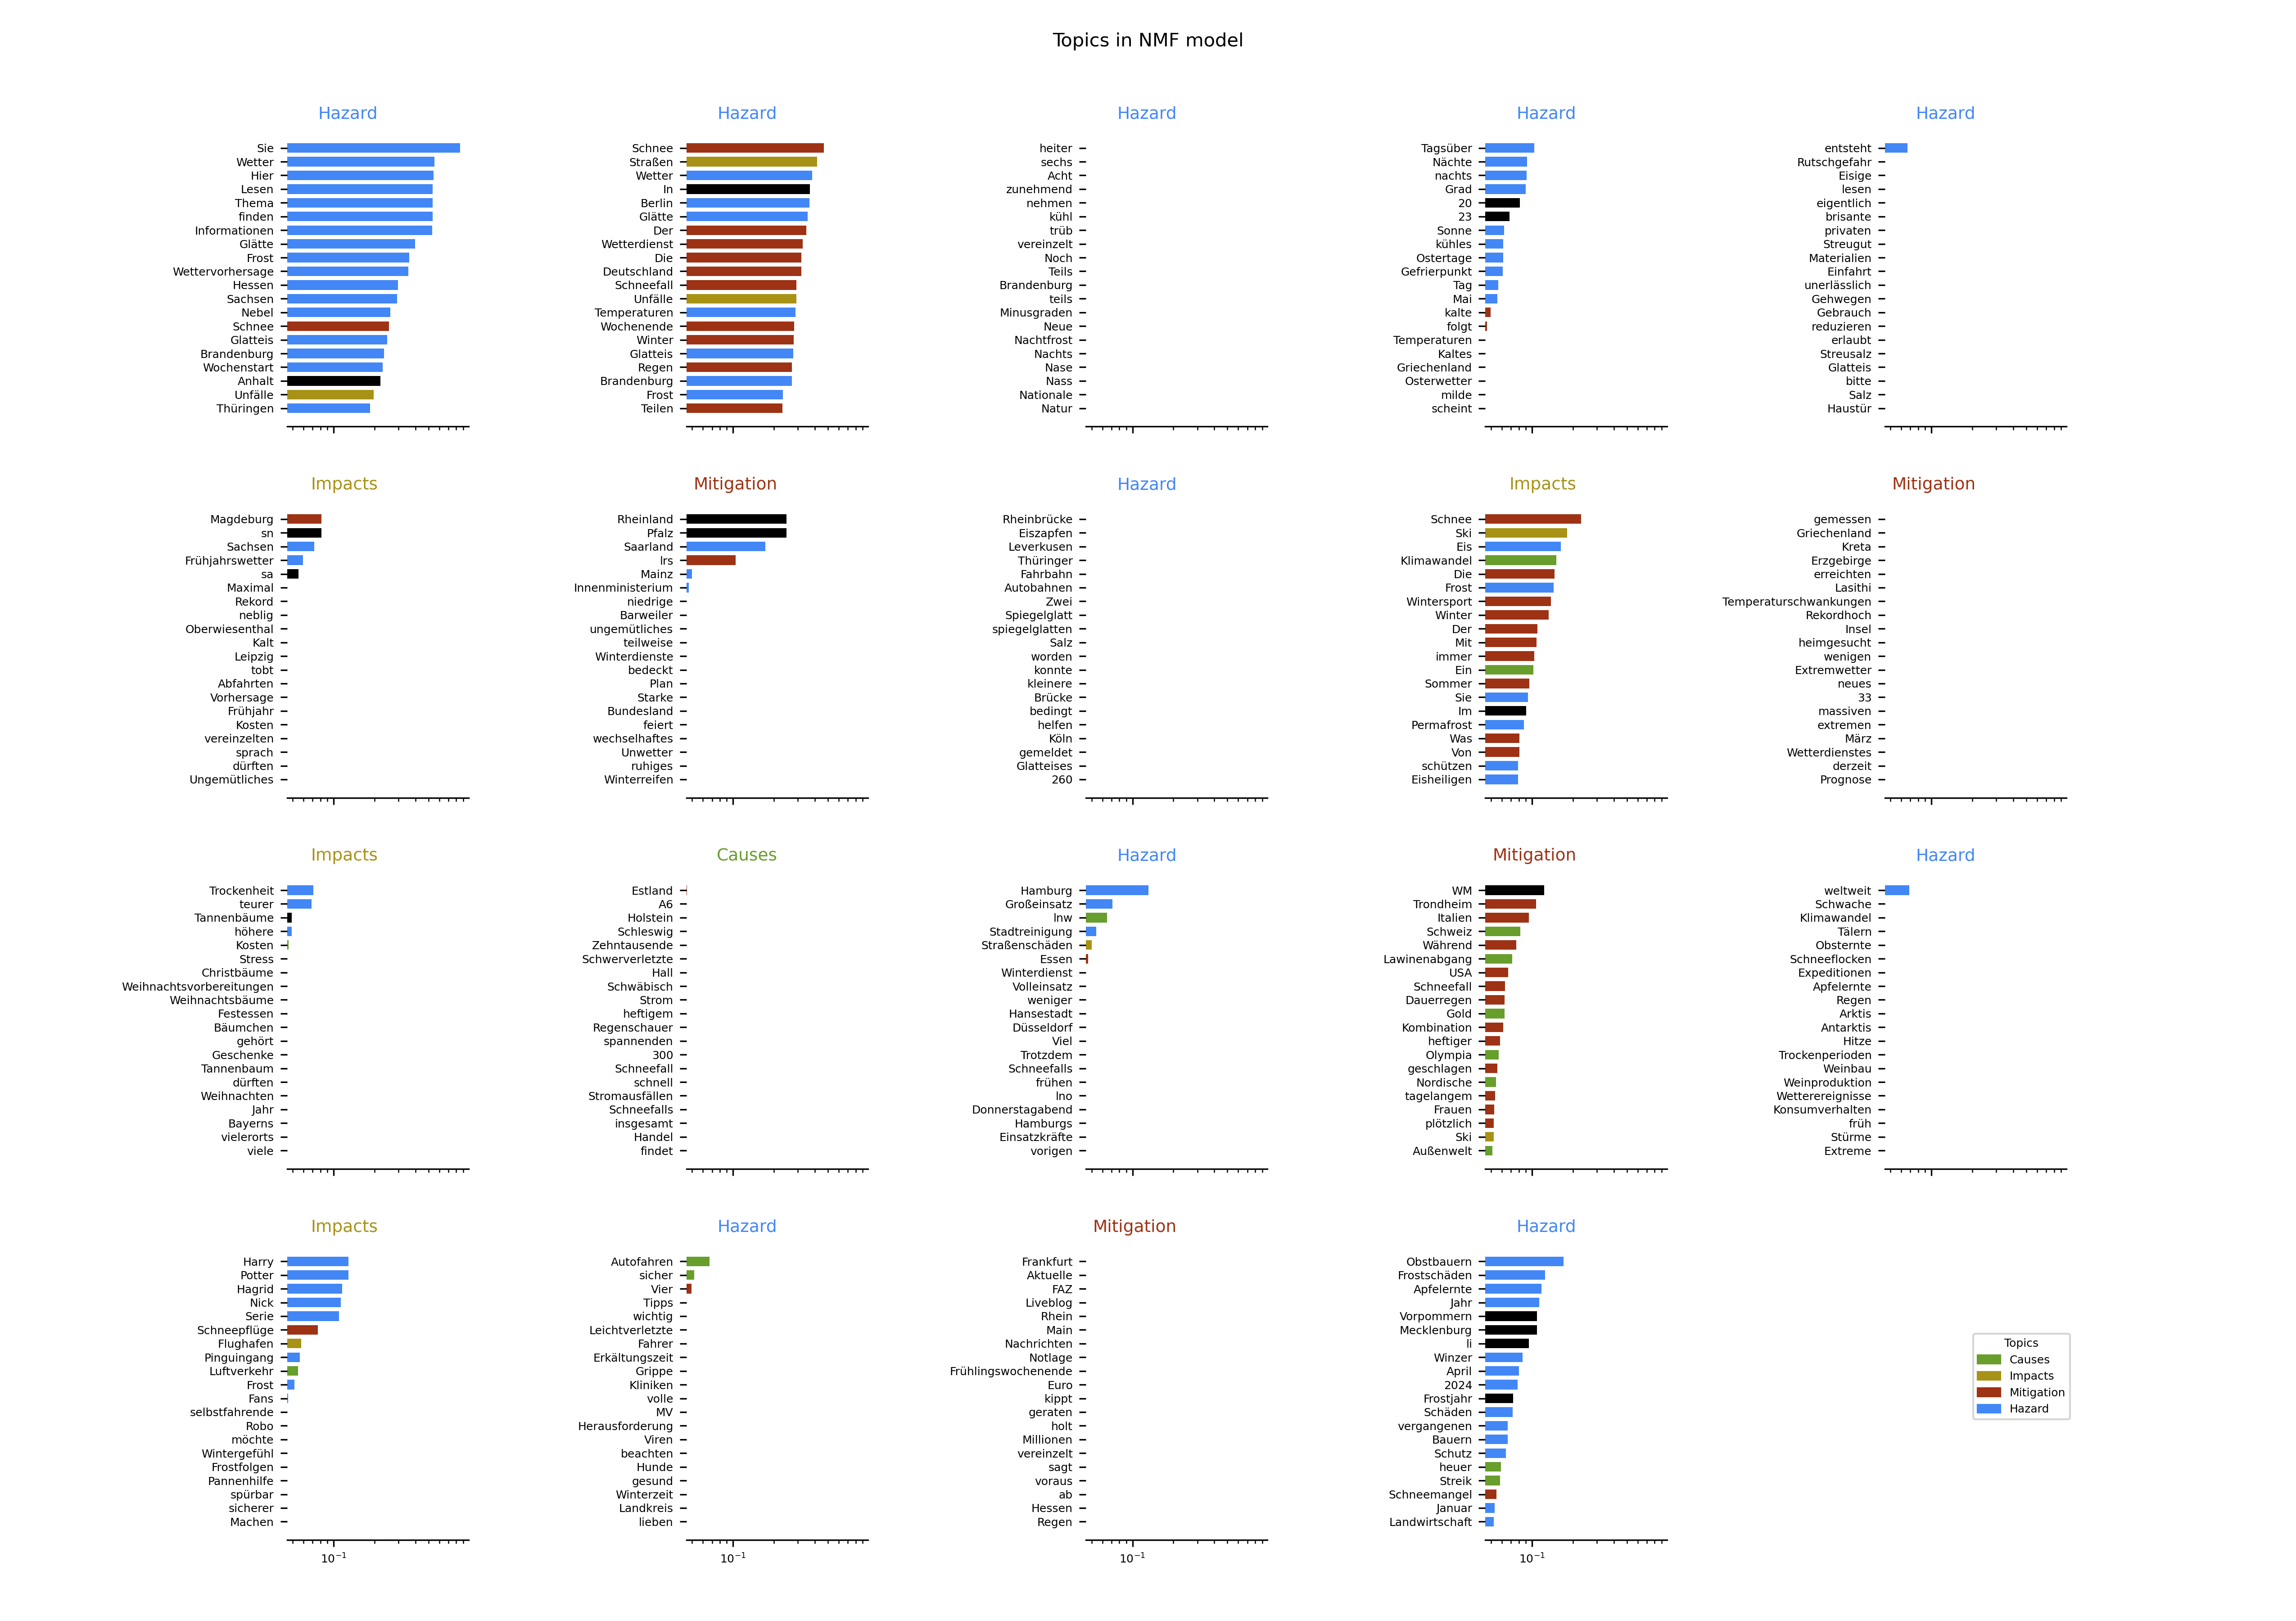 Topics in NMF model
Hazard
Sie
Wetter
Hier
Lesen
Thema
finden
Informationen
Glätte
Frost
Wettervorhersage
Hessen
Sachsen
Nebel
Schnee
Glatteis
Brandenburg
Wochenstart
Anhalt
Unfälle
Thüringen
Hazard
Schnee
Straßen
Wetter
In
Berlin
Glätte
Der
Wetterdienst
Die
Deutschland
Schneefall
Unfälle
Temperaturen
Wochenende
Winter
Glatteis
Regen
Brandenburg
Frost
Teilen
Hazard
heiter
sechs
Acht
zunehmend
nehmen
kühl
trüb
vereinzelt
Noch
Teils
Brandenburg
teils
Minusgraden
Neue
Nachtfrost
Nachts
Nase
Nass
Nationale
Natur
Hazard
Tagsüber
Nächte
nachts
Grad
20
23
Sonne
kühles
Ostertage
Gefrierpunkt
Tag
Mai
kalte
folgt
Temperaturen
Kaltes
Griechenland
Osterwetter
milde
scheint
Hazard
entsteht
Rutschgefahr
Eisige
lesen
eigentlich
brisante
privaten
Streugut
Materialien
Einfahrt
unerlässlich
Gehwegen
Gebrauch
reduzieren
erlaubt
Streusalz
Glatteis
bitte
Salz
Haustür
Impacts
Magdeburg
sn
Sachsen
Frühjahrswetter
sa
Maximal
Rekord
neblig
Oberwiesenthal
Kalt
Leipzig
tobt
Abfahrten
Vorhersage
Frühjahr
Kosten
vereinzelten
sprach
dürften
Ungemütliches
Mitigation
Rheinland
Pfalz
Saarland
lrs
Mainz
Innenministerium
niedrige
Barweiler
ungemütliches
teilweise
Winterdienste
bedeckt
Plan
Starke
Bundesland
feiert
wechselhaftes
Unwetter
ruhiges
Winterreifen
Hazard
Rheinbrücke
Eiszapfen
Leverkusen
Thüringer
Fahrbahn
Autobahnen
Zwei
Spiegelglatt
spiegelglatten
Salz
worden
konnte
kleinere
Brücke
bedingt
helfen
Köln
gemeldet
Glatteises
260
Impacts
Schnee
Ski
Eis
Klimawandel
Die
Frost
Wintersport
Winter
Der
Mit
immer
Ein
Sommer
Sie
Im
Permafrost
Was
Von
schützen
Eisheiligen
Mitigation
gemessen
Griechenland
Kreta
Erzgebirge
erreichten
Lasithi
Temperaturschwankungen
Rekordhoch
Insel
heimgesucht
wenigen
Extremwetter
neues
33
massiven
extremen
März
Wetterdienstes
derzeit
Prognose
Impacts
Trockenheit
teurer
Tannenbäume
höhere
Kosten
Stress
Christbäume
Weihnachtsvorbereitungen
Weihnachtsbäume
Festessen
Bäumchen
gehört
Geschenke
Tannenbaum
dürften
Weihnachten
Jahr
Bayerns
vielerorts
viele
Causes
Estland
A6
Holstein
Schleswig
Zehntausende
Schwerverletzte
Hall
Schwäbisch
Strom
heftigem
Regenschauer
spannenden
300
Schneefall
schnell
Stromausfällen
Schneefalls
insgesamt
Handel
findet
Hazard
Hamburg
Großeinsatz
lnw
Stadtreinigung
Straßenschäden
Essen
Winterdienst
Volleinsatz
weniger
Hansestadt
Düsseldorf
Viel
Trotzdem
Schneefalls
frühen
lno
Donnerstagabend
Hamburgs
Einsatzkräfte
vorigen
Mitigation
WM
Trondheim
Italien
Schweiz
Während
Lawinenabgang
USA
Schneefall
Dauerregen
Gold
Kombination
heftiger
Olympia
geschlagen
Nordische
tagelangem
Frauen
plötzlich
Ski
Außenwelt
Hazard
weltweit
Schwache
Klimawandel
Tälern
Obsternte
Schneeflocken
Expeditionen
Apfelernte
Regen
Arktis
Antarktis
Hitze
Trockenperioden
Weinbau
Weinproduktion
Wetterereignisse
Konsumverhalten
früh
Stürme
Extreme
Impacts
Harry
Potter
Hagrid
Nick
Serie
Schneepflüge
Flughafen
Pinguingang
Luftverkehr
Frost
Fans
selbstfahrende
Robo
möchte
Wintergefühl
Frostfolgen
Pannenhilfe
spürbar
sicherer
Machen
10⁻¹
Hazard
Autofahren
sicher
Vier
Tipps
wichtig
Leichtverletzte
Fahrer
Erkältungszeit
Grippe
Kliniken
volle
MV
Herausforderung
Viren
beachten
Hunde
gesund
Winterzeit
Landkreis
lieben
10⁻¹
Mitigation
Frankfurt
Aktuelle
FAZ
Liveblog
Rhein
Main
Nachrichten
Notlage
Frühlingswochenende
Euro
kippt
geraten
holt
Millionen
vereinzelt
sagt
voraus
ab
Hessen
Regen
10⁻¹
Hazard
Obstbauern
Frostschäden
Apfelernte
Jahr
Vorpommern
Mecklenburg
li
Winzer
April
2024
Frostjahr
Schäden
vergangenen
Bauern
Schutz
heuer
Streik
Schneemangel
Januar
Landwirtschaft
10⁻¹
Topics
Causes
Impacts
Mitigation
Hazard